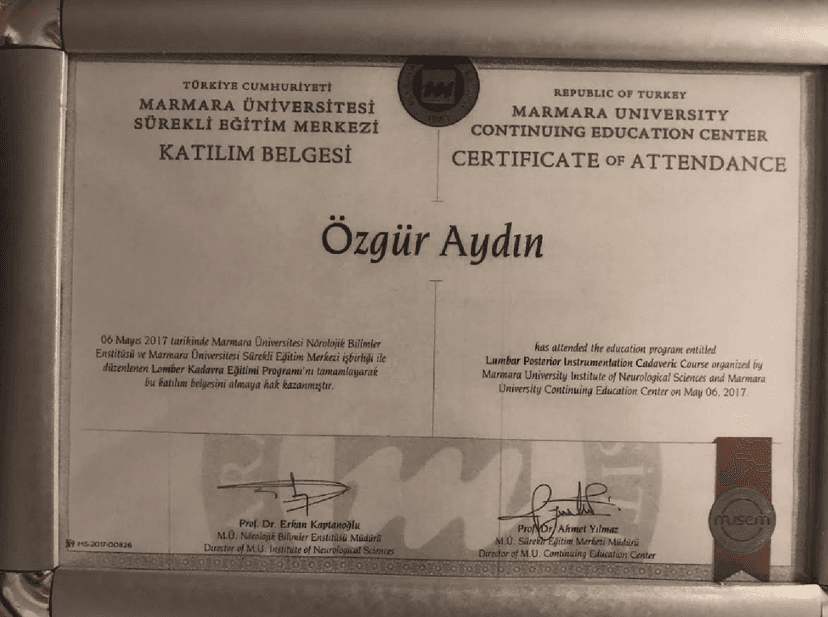 TÜRKİYE CUMHURİYETİ
MARMARA ÜNİVERSİTESİ
SÜREKLİ EĞİTİM MERKEZİ
KATILIM BELGESİ
REPUBLIC OF TURKEY
MARMARA UNIVERSITY
CONTINUING EDUCATION CENTER
CERTIFICATE OF ATTENDANCE
Özgür Aydın
06 Mayıs 2017 tarihinde Marmara Üniversitesi Nörolojik Bilimler
Enstitüsü ve Marmara Üniversitesi Sürekli Eğitim Merkezi işbirliği ile
düzenlenen Lomber Kadavra Eğitimi Programı'nı tamamlayarak
bu katılım belgesini almaya hak kazanmıştır.
has attended the education program entitled
Lumbar Posterior Instrumentation Cadaveric Course organized by
Marmara University Institute of Neurological Sciences and Marmara
University Continuing Education Center on May 06, 2017.
Prof. Dr. Erkan Kaptanoğlu
M.Ü. Nörolojik Bilimler Enstitüsü Müdürü
Director of M.U. Institute of Neurological Sciences
Prof. Dr. Ahmet Yılmaz
M.Ü. Sürekli Eğitim Merkezi Müdürü
Director of M.U. Continuing Education Center
HS-2017-00826
musem